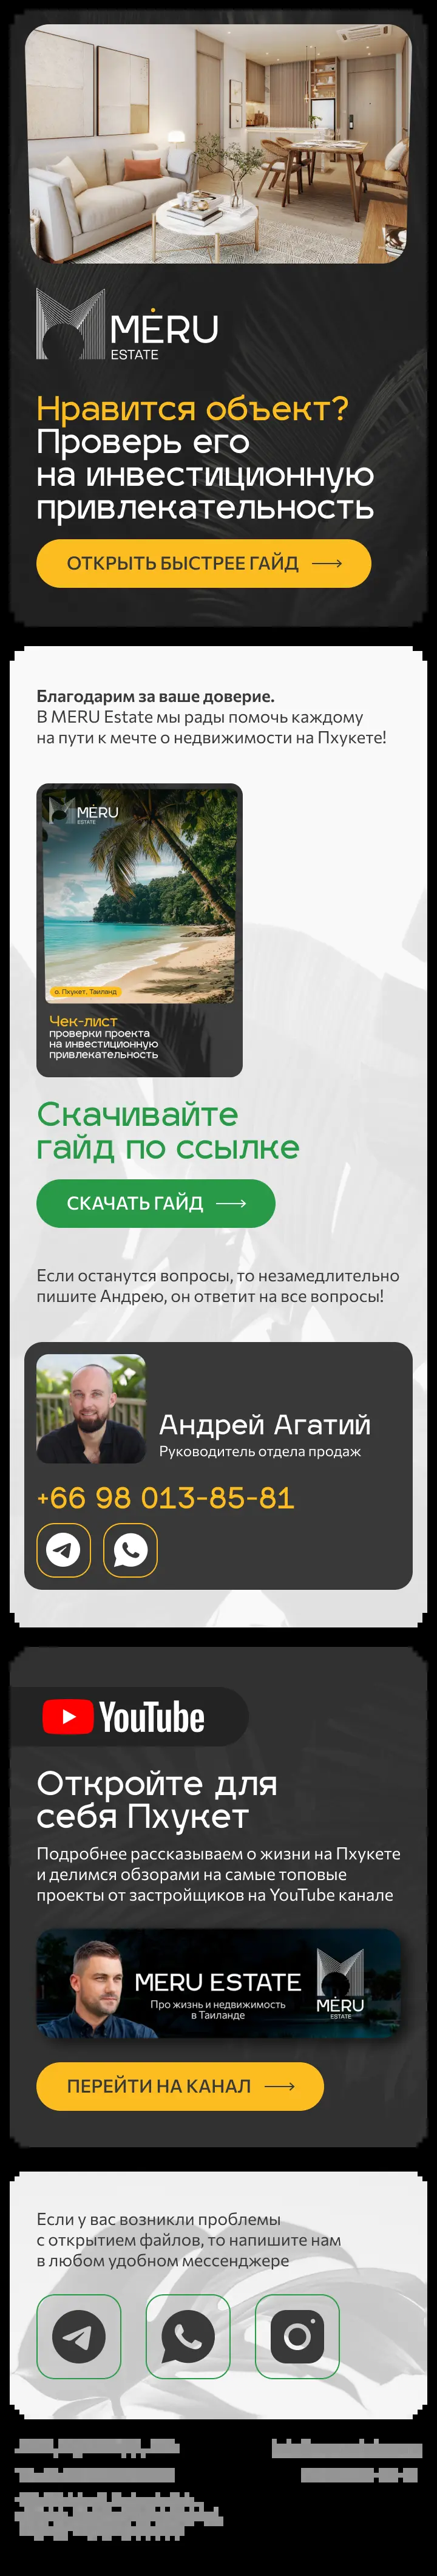 MERU
ESTATE
Нравится объект?
Проверь его
на инвестиционную
привлекательность
ОТКРЫТЬ БЫСТРЕЕ ГАЙД
Благодарим за ваше доверие.
В MERU Estate мы рады помочь каждому
на пути к мечте о недвижимости на Пхукете!
MERU
ESTATE
о. Пхукет, Таиланд
Чек-лист
проверки проекта
на инвестиционную
привлекательность
Скачивайте
гайд по ссылке
СКАЧАТЬ ГАЙД
Если останутся вопросы, то незамедлительно
пишите Андрею, он ответит на все вопросы!
Андрей Агатий
Руководитель отдела продаж
+66 98 013-85-81
YouTube
Откройте для
себя Пхукет
Подробнее рассказываем о жизни на Пхукете
и делимся обзорами на самые топовые
проекты от застройщиков на YouTube канале
MERU ESTATE
Про жизнь и недвижимость
в Таиланде
MERU
ESTATE
ПЕРЕЙТИ НА КАНАЛ
Если у вас возникли проблемы
с открытием файлов, то напишите нам
в любом удобном мессенджере